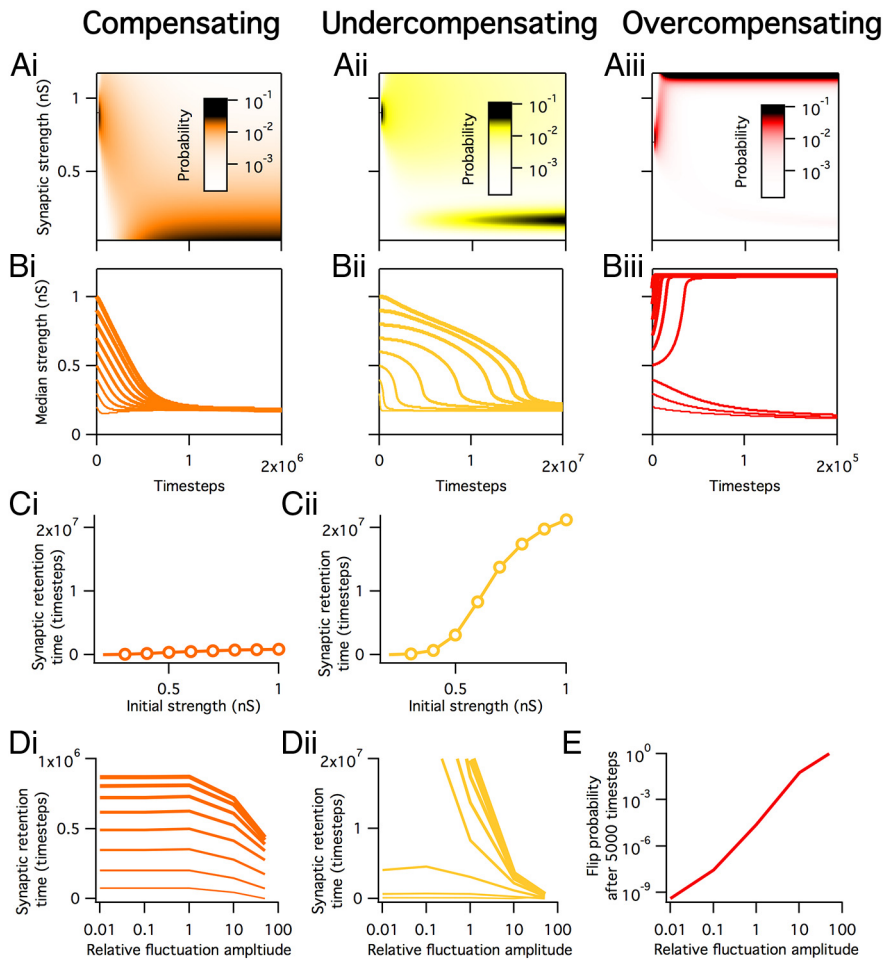 Compensating Undercompensating Overcompensating
Ai Aii Aiii
Synaptic strength (nS)
1
0.5
Probability
10-1
10-2
10-3
Probability
10-1
10-2
10-3
Probability
10-1
10-2
10-3
Bi Bii Biii
Median strength (nS)
1
0.5
0
0 1 2x10^6
Timesteps
0 1 2x10^7
Timesteps
0 1 2x10^5
Timesteps
Ci Cii
Synaptic retention
time (timesteps)
2x10^7
1
0
0.5 1
Initial strength (nS)
Synaptic retention
time (timesteps)
2x10^7
1
0
0.5 1
Initial strength (nS)
Di Dii E
Synaptic retention
time (timesteps)
1x10^6
0.5
0
0.01 0.1 1 10 100
Relative fluctuation ampltitude
Synaptic retention
time (timesteps)
2x10^7
1
0
0.01 0.1 1 10 100
Relative fluctuation ampltitude
Flip probability
after 5000 timesteps
10^0
10-3
10-6
10-9
0.01 0.1 1 10 100
Relative fluctuation ampltitude